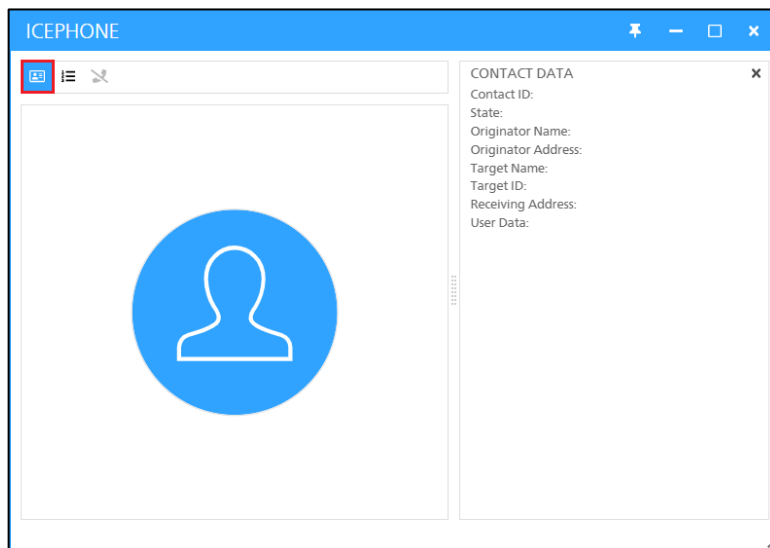 ICEPHONE
CONTACT DATA
Contact ID:
State:
Originator Name:
Originator Address:
Target Name:
Target ID:
Receiving Address:
User Data: